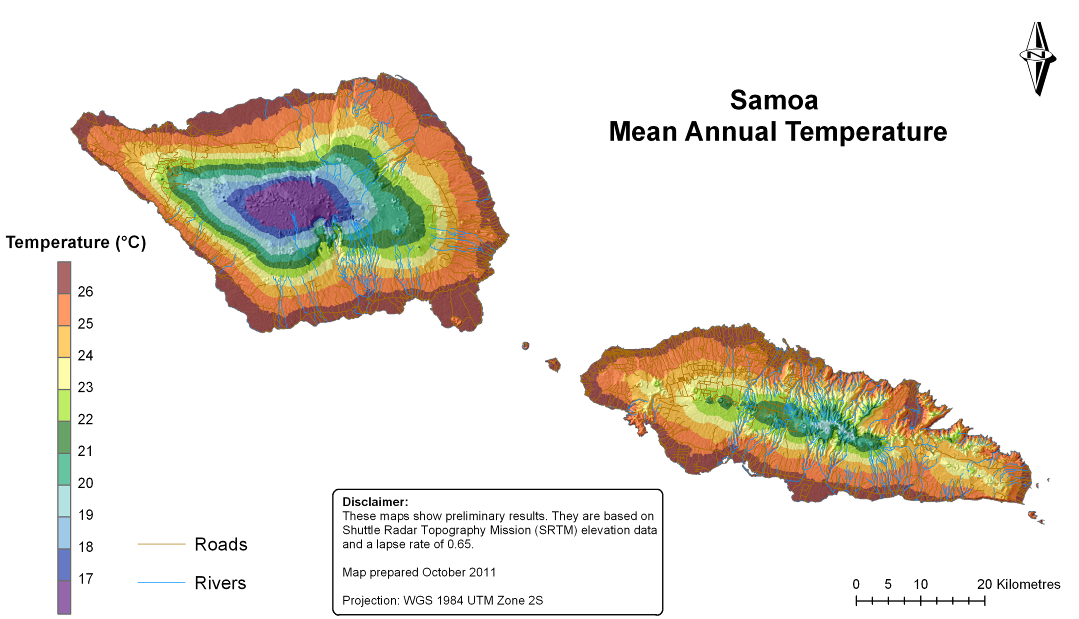 N
Samoa
Mean Annual Temperature
Temperature (°C)
26
25
24
23
22
21
20
19
18
17
Roads
Rivers
Disclaimer:
These maps show preliminary results. They are based on
Shuttle Radar Topography Mission (SRTM) elevation data
and a lapse rate of 0.65.
Map prepared October 2011
Projection: WGS 1984 UTM Zone 2S
0 5 10 20 Kilometres